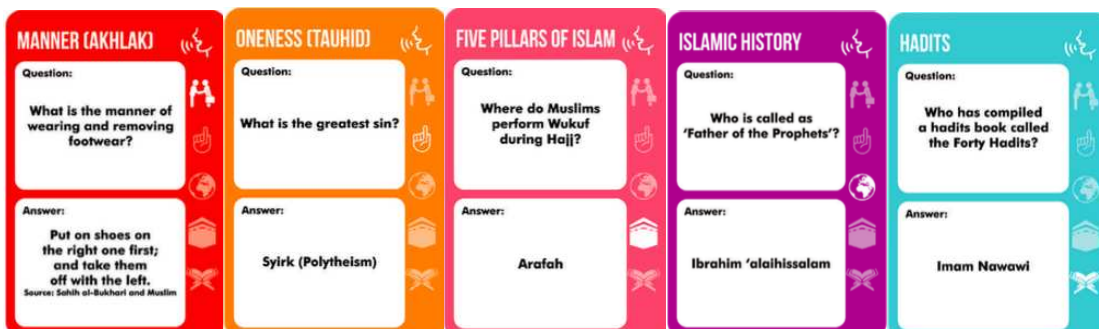 MANNER (AKHLAK)
Question:
What is the manner of
wearing and removing
footwear?
Answer:
Put on shoes on
the right one first;
and take them
off with the left.
Source: Sahih al-Bukhari and Muslim
ONENESS (TAUHID)
Question:
What is the greatest sin?
Answer:
Syirk (Polytheism)
FIVE PILLARS OF ISLAM
Question:
Where do Muslims
perform Wukuf
during Hajj?
Answer:
Arafah
ISLAMIC HISTORY
Question:
Who is called as
‘Father of the Prophets’?
Answer:
Ibrahim ‘alaihissalam
HADITS
Question:
Who has compiled
a hadits book called
the Forty Hadits?
Answer:
Imam Nawawi